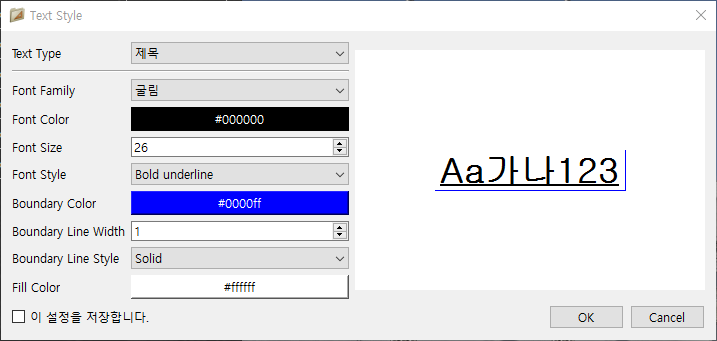 Text Style
Text Type 제목
Font Family 굴림
Font Color #000000
Font Size 26
Font Style Bold underline
Boundary Color #0000ff
Boundary Line Width 1
Boundary Line Style Solid
Fill Color #ffffff
이 설정을 저장합니다.
Aa가나123
OK Cancel